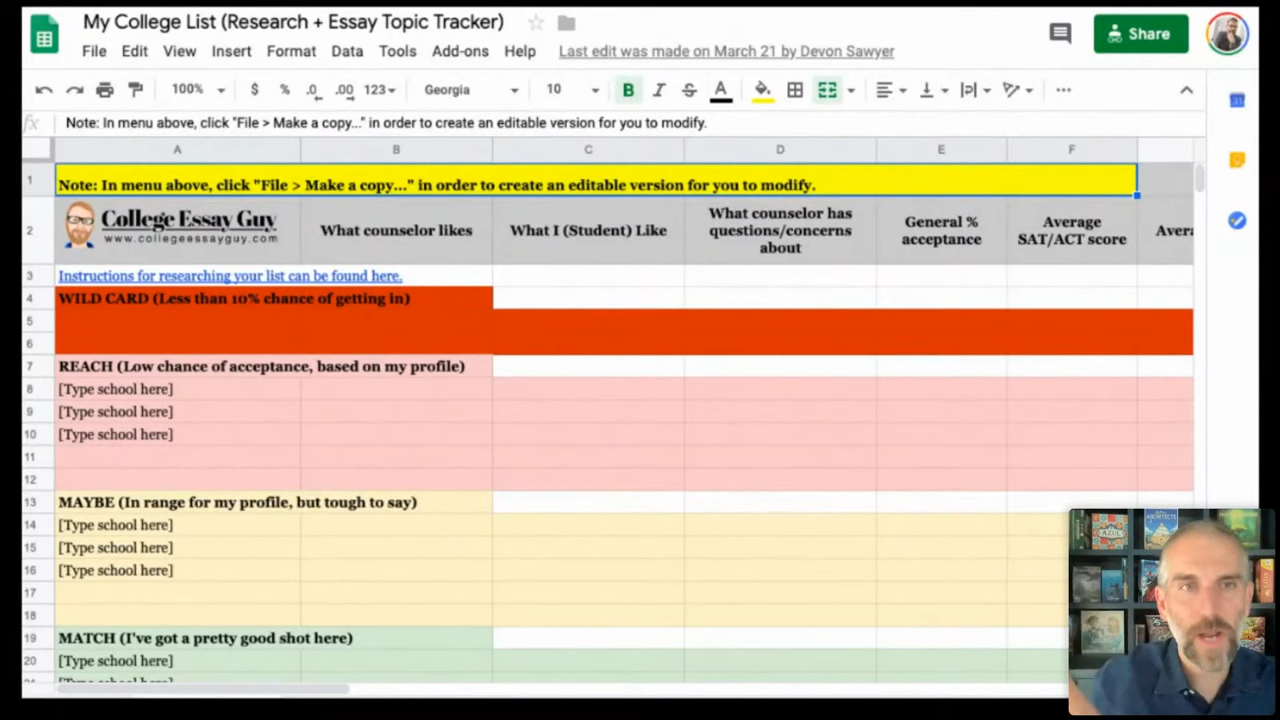 My College List (Research + Essay Topic Tracker)
File Edit View Insert Format Data Tools Add-ons Help Last edit was made on March 21 by Devon Sawyer
Share
100% $ % .0 .00 123 Georgia 10 B I S A
fx Note: In menu above, click "File > Make a copy..." in order to create an editable version for you to modify.
A B C D E F
1 Note: In menu above, click "File > Make a copy..." in order to create an editable version for you to modify.
2 College Essay Guy
www.collegeessayguy.com
What counselor likes
What I (Student) Like
What counselor has
questions/concerns
about
General %
acceptance
Average
SAT/ACT score
3 Instructions for researching your list can be found here.
4 WILD CARD (Less than 10% chance of getting in)
5
6
7 REACH (Low chance of acceptance, based on my profile)
8 [Type school here]
9 [Type school here]
10 [Type school here]
11
12
13 MAYBE (In range for my profile, but tough to say)
14 [Type school here]
15 [Type school here]
16 [Type school here]
17
18
19 MATCH (I've got a pretty good shot here)
20 [Type school here]
[Type school here]
AZUL
ARCHITECTS